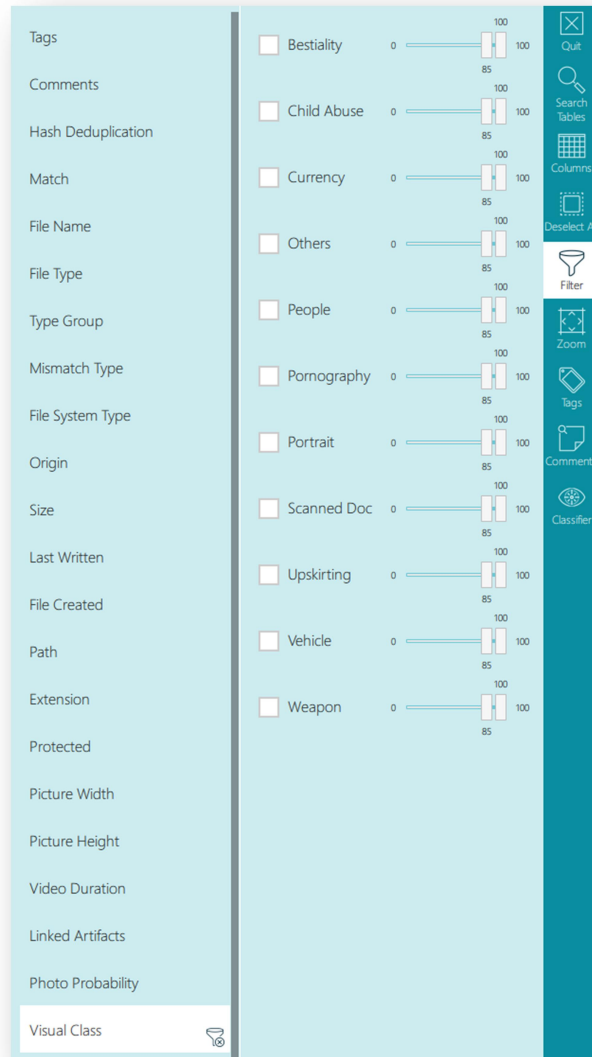 Tags
Comments
Hash Deduplication
Match
File Name
File Type
Type Group
Mismatch Type
File System Type
Origin
Size
Last Written
File Created
Path
Extension
Protected
Picture Width
Picture Height
Video Duration
Linked Artifacts
Photo Probability
Visual Class
100
Bestiality 0 100
85
100
Child Abuse 0 100
85
100
Currency 0 100
85
100
Others 0 100
85
100
People 0 100
85
100
Pornography 0 100
85
100
Portrait 0 100
85
100
Scanned Doc 0 100
85
100
Upskirting 0 100
85
100
Vehicle 0 100
85
100
Weapon 0 100
85
Quit
Search
Tables
Columns
Deselect A
Filter
Zoom
Tags
Comment
Classifier